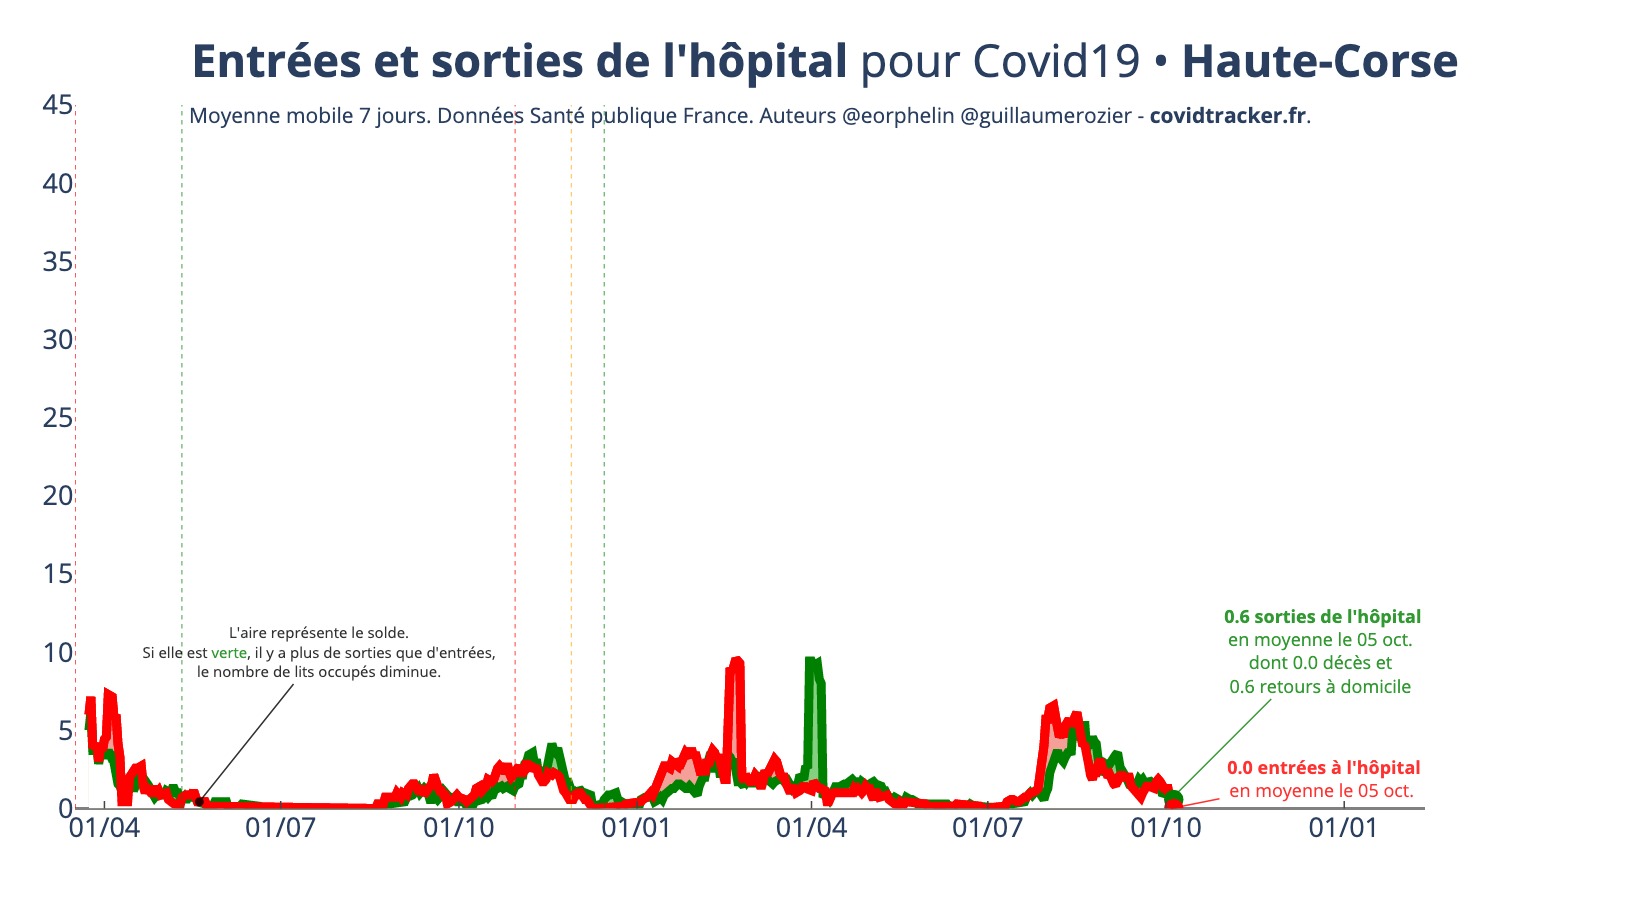 Entrées et sorties de l'hôpital pour Covid19 • Haute-Corse
Moyenne mobile 7 jours. Données Santé publique France. Auteurs @eorphelin @guillaumerozier - covidtracker.fr.
45
40
35
30
25
20
15
10
5
0
L'aire représente le solde.
Si elle est verte, il y a plus de sorties que d'entrées,
le nombre de lits occupés diminue.
0.6 sorties de l'hôpital
en moyenne le 05 oct.
dont 0.0 décès et
0.6 retours à domicile
0.0 entrées à l'hôpital
en moyenne le 05 oct.
01/04 01/07 01/10 01/01 01/04 01/07 01/10 01/01